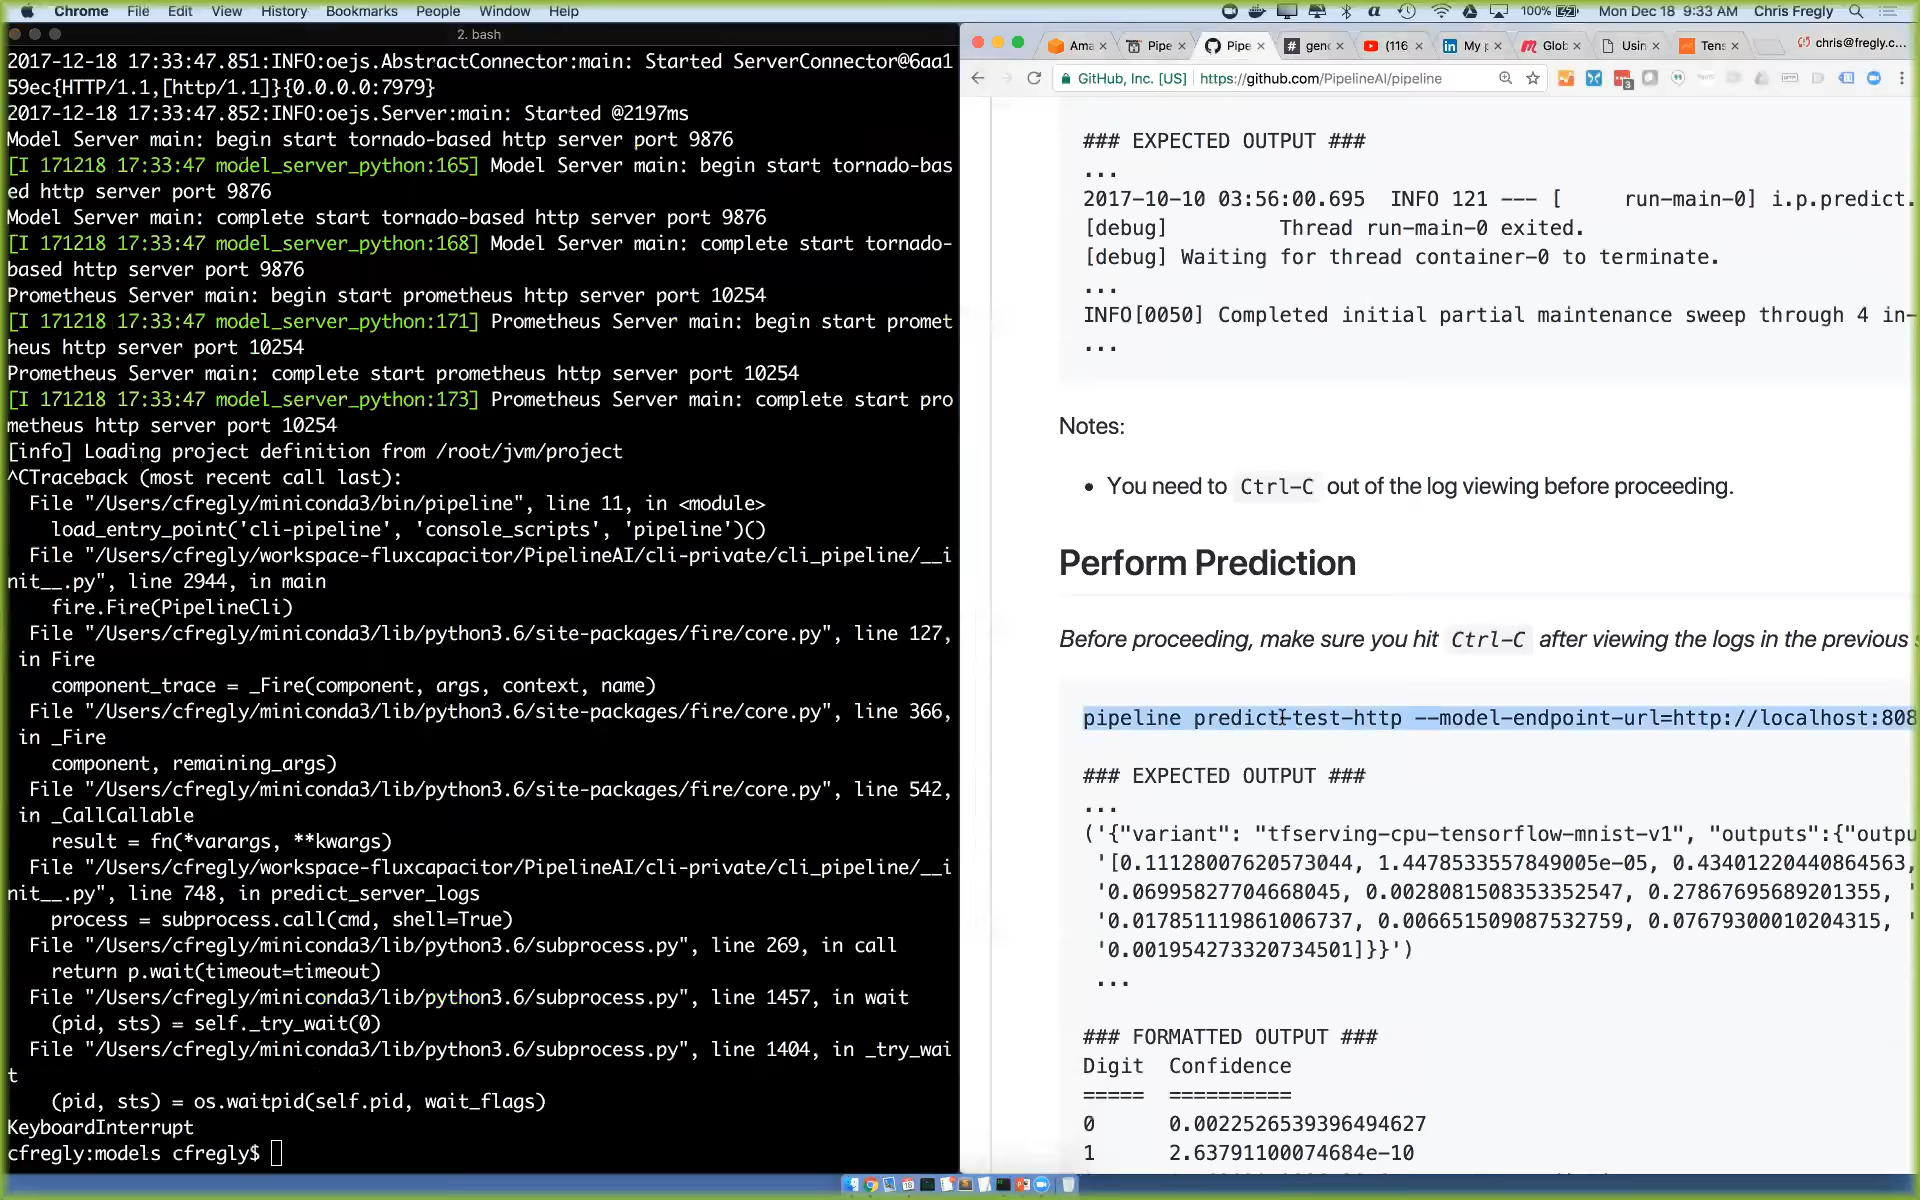 Chrome File Edit View History Bookmarks People Window Help
100% Mon Dec 18 9:33 AM Chris Fregly
2. bash
2017-12-18 17:33:47.851:INFO:oejs.AbstractConnector:main: Started ServerConnector@6aa1
59ec{HTTP/1.1,[http/1.1]}{0.0.0.0:7979}
2017-12-18 17:33:47.852:INFO:oejs.Server:main: Started @2197ms
Model Server main: begin start tornado-based http server port 9876
[I 171218 17:33:47 model_server_python:165] Model Server main: begin start tornado-bas
ed http server port 9876
Model Server main: complete start tornado-based http server port 9876
[I 171218 17:33:47 model_server_python:168] Model Server main: complete start tornado-
based http server port 9876
Prometheus Server main: begin start prometheus http server port 10254
[I 171218 17:33:47 model_server_python:171] Prometheus Server main: begin start promet
heus http server port 10254
Prometheus Server main: complete start prometheus http server port 10254
[I 171218 17:33:47 model_server_python:173] Prometheus Server main: complete start pro
metheus http server port 10254
[info] Loading project definition from /root/jvm/project
^CTraceback (most recent call last):
File "/Users/cfregly/miniconda3/bin/pipeline", line 11, in <module>
load_entry_point('cli-pipeline', 'console_scripts', 'pipeline')()
File "/Users/cfregly/workspace-fluxcapacitor/PipelineAI/cli-private/cli_pipeline/__i
nit__.py", line 2944, in main
fire.Fire(PipelineCli)
File "/Users/cfregly/miniconda3/lib/python3.6/site-packages/fire/core.py", line 127,
in Fire
component_trace = _Fire(component, args, context, name)
File "/Users/cfregly/miniconda3/lib/python3.6/site-packages/fire/core.py", line 366,
in _Fire
component, remaining_args)
File "/Users/cfregly/miniconda3/lib/python3.6/site-packages/fire/core.py", line 542,
in _CallCallable
result = fn(*varargs, **kwargs)
File "/Users/cfregly/workspace-fluxcapacitor/PipelineAI/cli-private/cli_pipeline/__i
nit__.py", line 748, in predict_server_logs
process = subprocess.call(cmd, shell=True)
File "/Users/cfregly/miniconda3/lib/python3.6/subprocess.py", line 269, in call
return p.wait(timeout=timeout)
File "/Users/cfregly/miniconda3/lib/python3.6/subprocess.py", line 1457, in wait
(pid, sts) = self._try_wait(0)
File "/Users/cfregly/miniconda3/lib/python3.6/subprocess.py", line 1404, in _try_wai
t
(pid, sts) = os.waitpid(self.pid, wait_flags)
KeyboardInterrupt
cfregly:models cfregly$
Ama Pipe Pipe gen (116 My p Glob Usin Tens chris@fregly.c...
GitHub, Inc. [US] https://github.com/PipelineAI/pipeline
### EXPECTED OUTPUT ###
...
2017-10-10 03:56:00.695 INFO 121 --- [ run-main-0] i.p.predict.
[debug] Thread run-main-0 exited.
[debug] Waiting for thread container-0 to terminate.
...
INFO[0050] Completed initial partial maintenance sweep through 4 in-
...
Notes:
• You need to Ctrl-C out of the log viewing before proceeding.
Perform Prediction
Before proceeding, make sure you hit Ctrl-C after viewing the logs in the previous s
pipeline predict-test-http --model-endpoint-url=http://localhost:808
### EXPECTED OUTPUT ###
...
('{"variant": "tfserving-cpu-tensorflow-mnist-v1", "outputs":{"outpu
'[0.11128007620573044, 1.4478533557849005e-05, 0.43401220440864563,
'0.06995827704668045, 0.0028081508353352547, 0.27867695689201355, '
'0.017851119861006737, 0.006651509087532759, 0.07679300010204315, '
'0.001954273320734501]}}')
...
### FORMATTED OUTPUT ###
Digit Confidence
===== ==========
0 0.0022526539396494627
1 2.63791100074684e-10